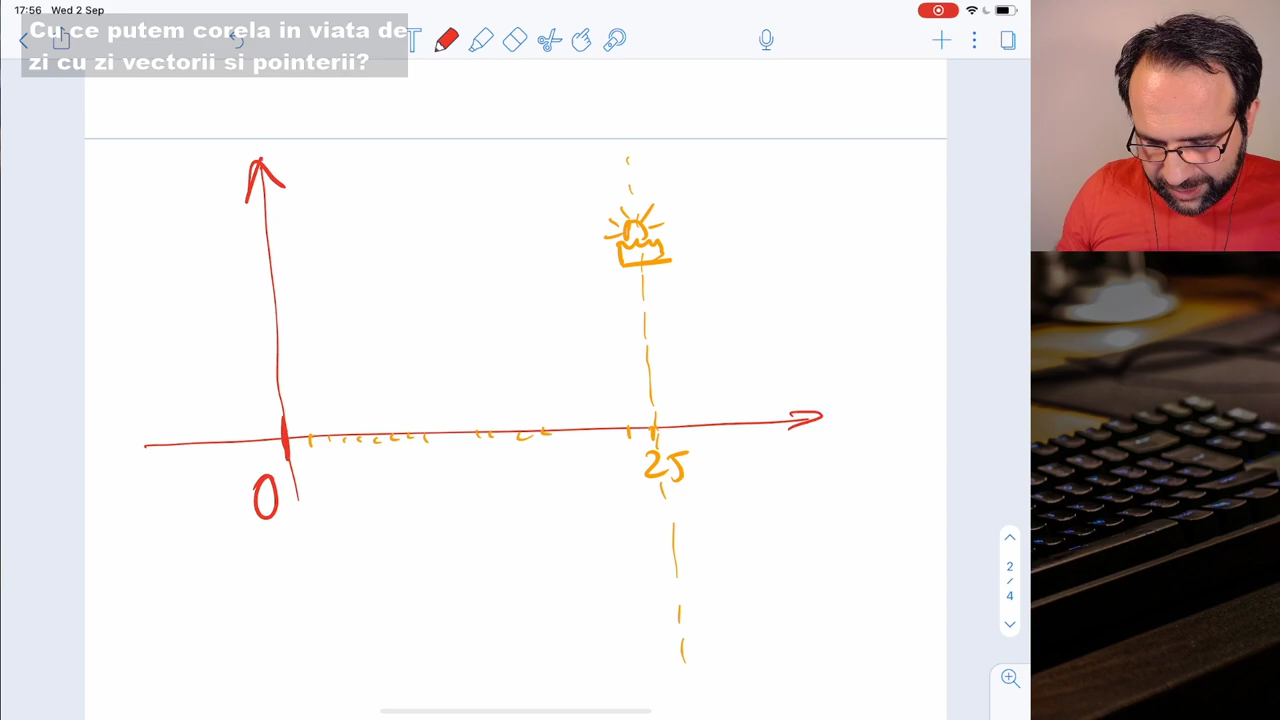 17:56 Wed 2 Sep
Cu ce putem corela in viata de
zi cu zi vectorii si pointerii?
T
25
0
2
/
4